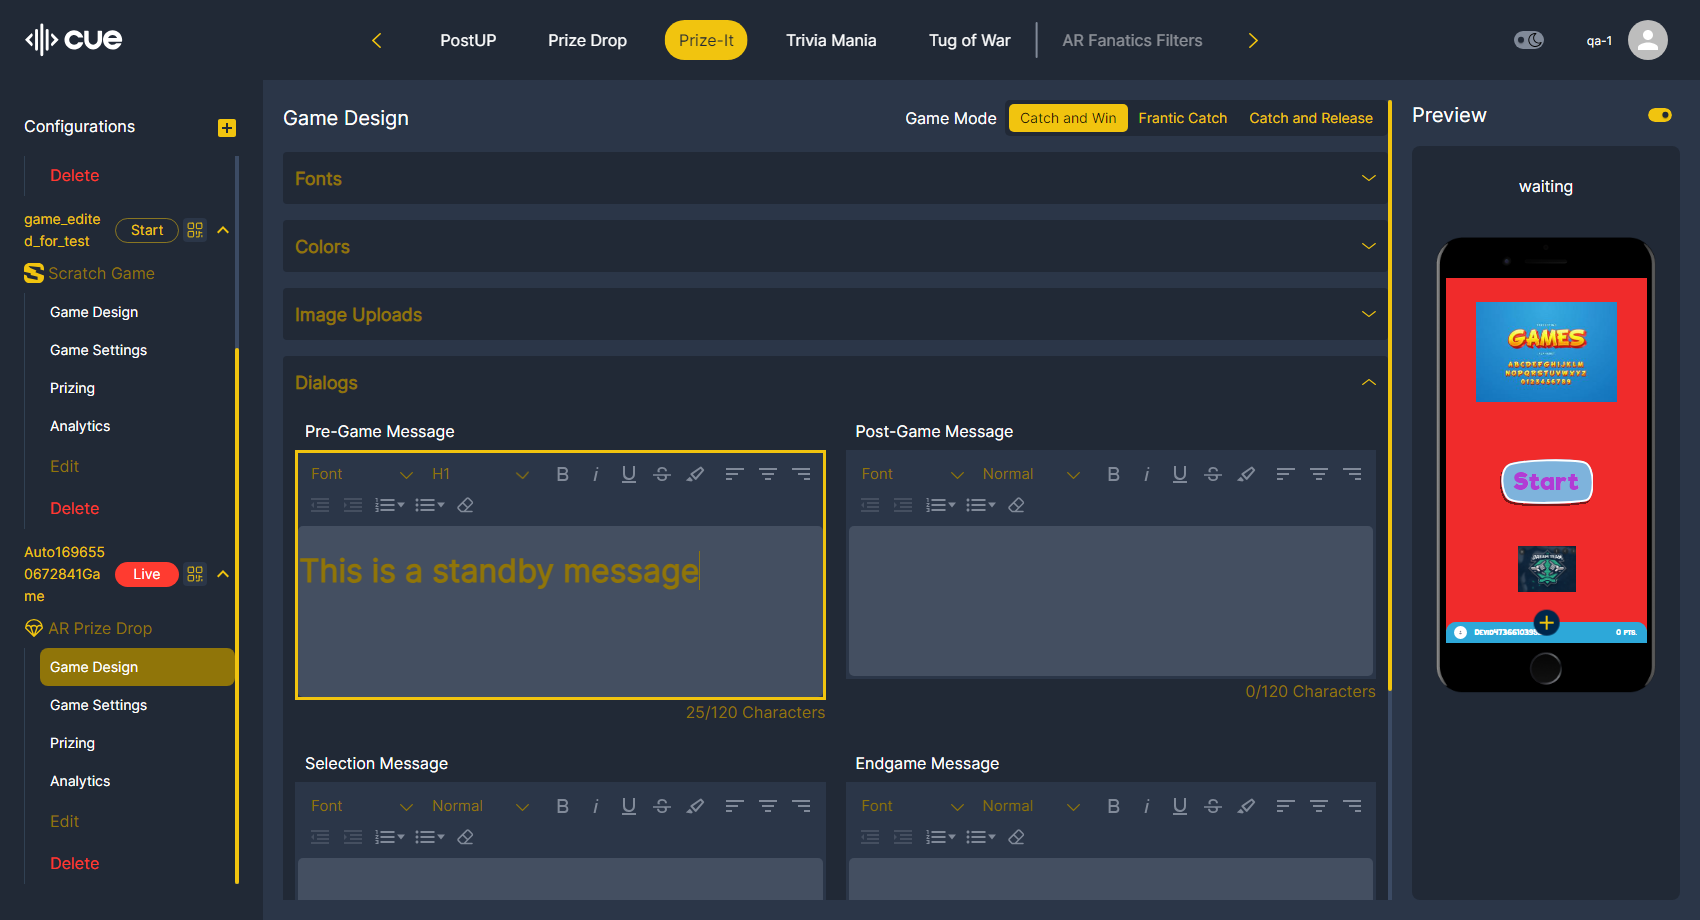 cue
PostUP
Prize Drop
Prize-It
Trivia Mania
Tug of War
AR Fanatics Filters
qa-1
Configurations
Delete
game_edite
d_for_test
Start
Scratch Game
Game Design
Game Settings
Prizing
Analytics
Edit
Delete
Auto169655
0672841Ga
me
Live
AR Prize Drop
Game Design
Game Settings
Prizing
Analytics
Edit
Delete
Game Design
Game Mode
Catch and Win
Frantic Catch
Catch and Release
Fonts
Colors
Image Uploads
Dialogs
Pre-Game Message
Font
H1
This is a standby message
25/120 Characters
Post-Game Message
Font
Normal
0/120 Characters
Selection Message
Font
Normal
Endgame Message
Font
Normal
Preview
waiting
GAMES
ABCDEFGHIJKLM
NOPQRSTUVWXYZ
0123456789
Start
0 PTS.